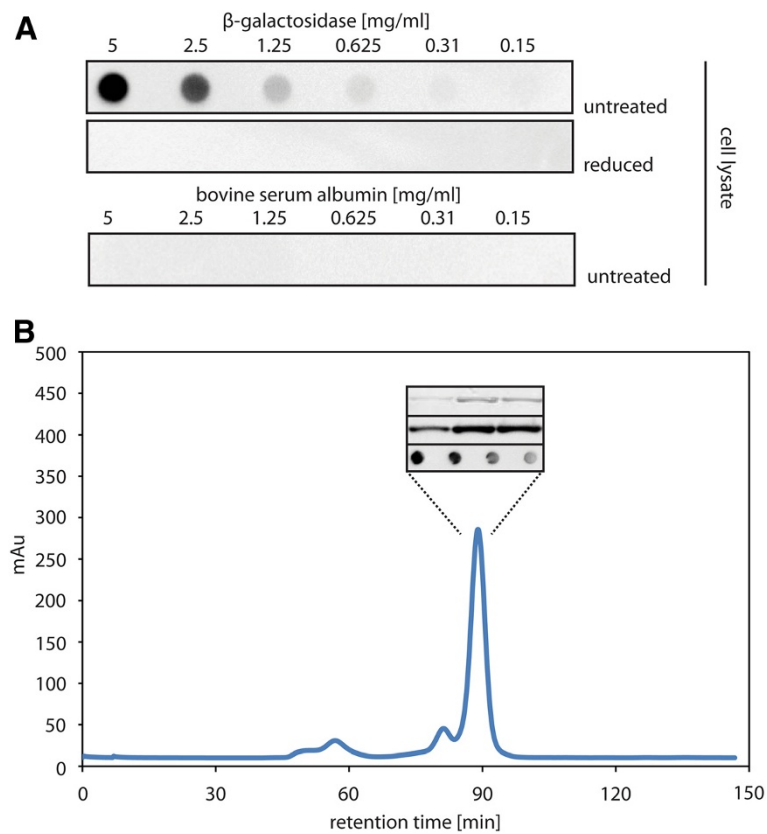 A
β-galactosidase [mg/ml]
5 2.5 1.25 0.625 0.31 0.15
untreated
reduced
bovine serum albumin [mg/ml]
5 2.5 1.25 0.625 0.31 0.15
untreated
cell lysate
B
500
450
400
350
300
250
200
150
100
50
0
mAu
0 30 60 90 120 150
retention time [min]